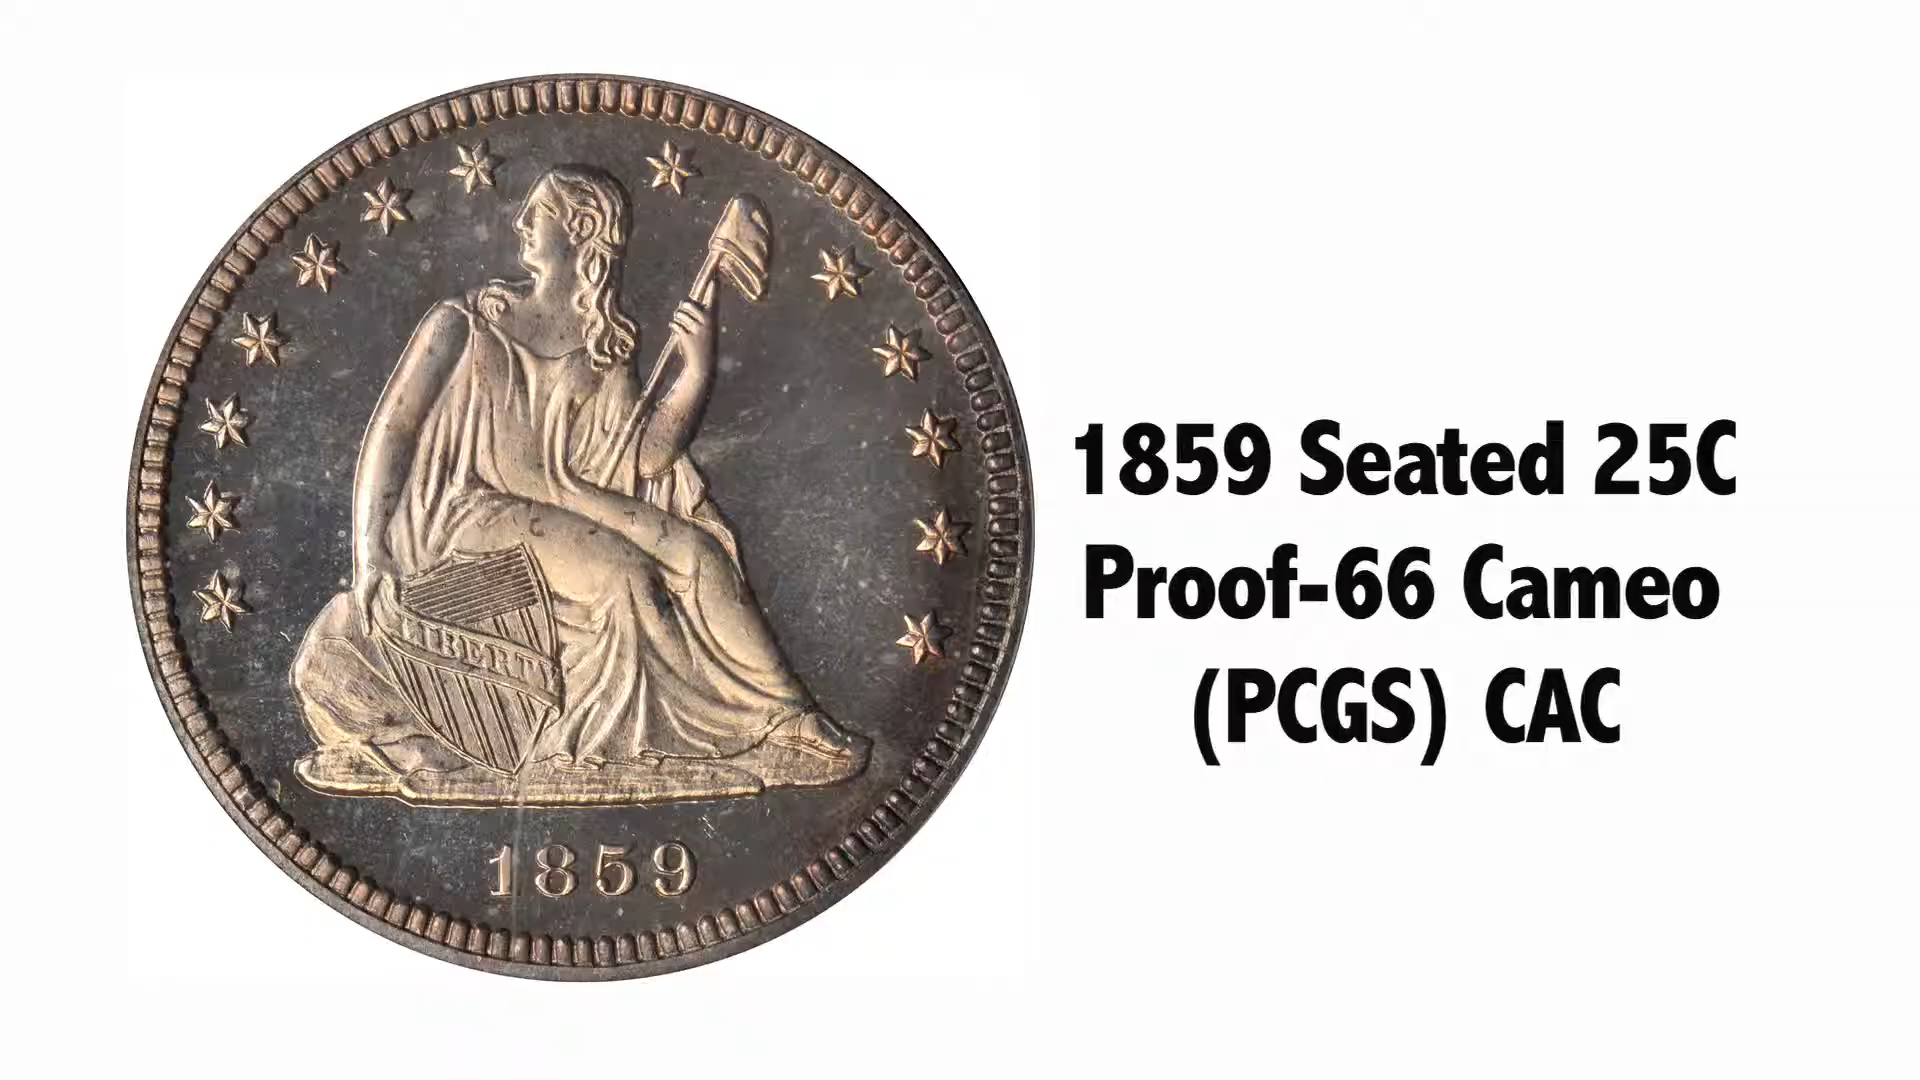 LIBERTY
1859
1859 Seated 25C
Proof-66 Cameo
(PCGS) CAC